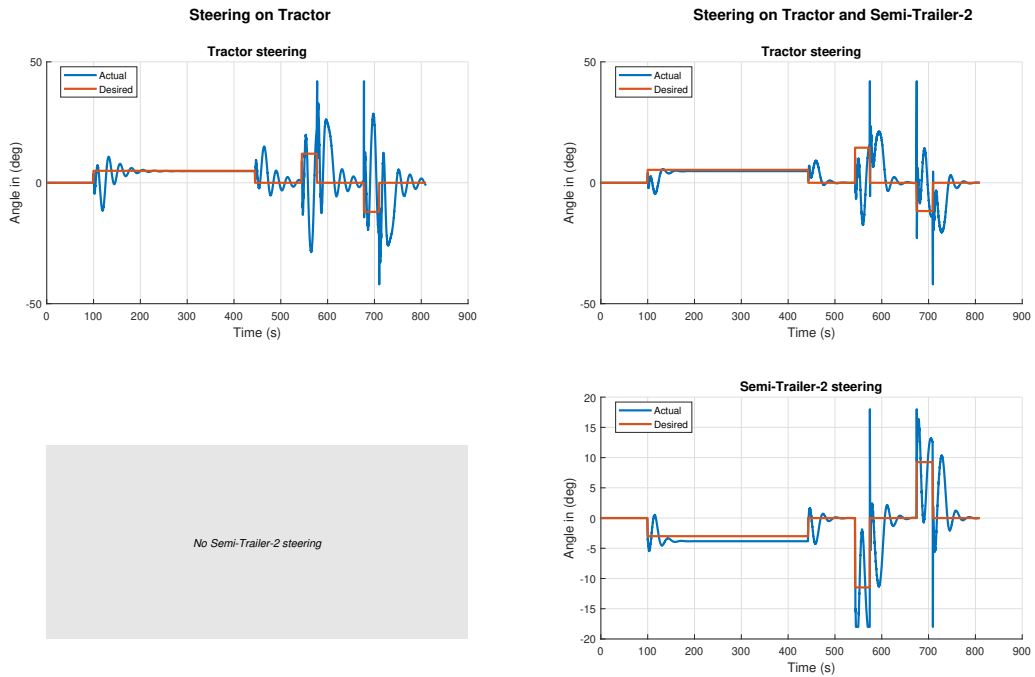 Steering on Tractor
Tractor steering
Actual
Desired
50
0
-50
Angle in (deg)
0 100 200 300 400 500 600 700 800 900
Time (s)
No Semi-Trailer-2 steering
Steering on Tractor and Semi-Trailer-2
Tractor steering
Actual
Desired
50
0
-50
Angle in (deg)
0 100 200 300 400 500 600 700 800 900
Time (s)
Semi-Trailer-2 steering
Actual
Desired
20
15
10
5
0
-5
-10
-15
-20
Angle in (deg)
0 100 200 300 400 500 600 700 800 900
Time (s)